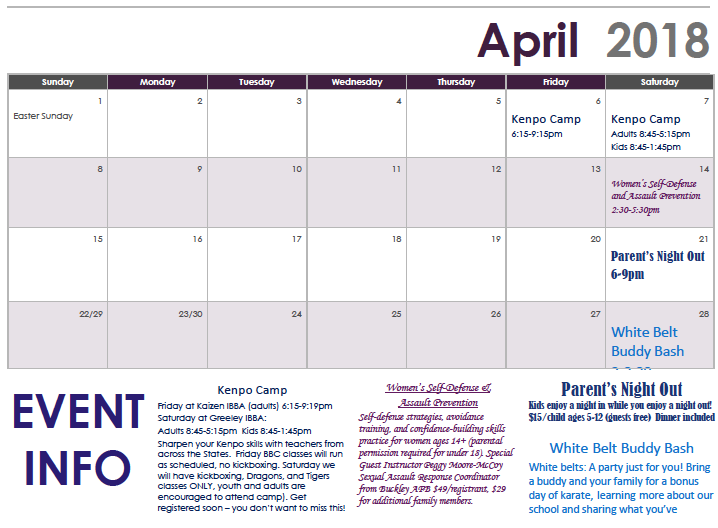 April 2018
Sunday Monday Tuesday Wednesday Thursday Friday Saturday
1 2 3 4 5 6 7
Easter Sunday
Kenpo Camp
6:15-9:15pm
Kenpo Camp
Adults 8:45-5:15pm
Kids 8:45-1:45pm
8 9 10 11 12 13 14
Women's Self-Defense
and Assault Prevention
2:30-5:30pm
15 16 17 18 19 20 21
Parent's Night Out
6-9pm
22/29 23/30 24 25 26 27 28
White Belt
Buddy Bash
EVENT
INFO
Kenpo Camp
Friday at Kaizen IBBA (adults) 6:15-9:19pm
Saturday at Greeley IBBA:
Adults 8:45-5:15pm Kids 8:45-1:45pm
Sharpen your Kenpo skills with teachers from
across the States. Friday BBC classes will run
as scheduled, no kickboxing. Saturday we
will have kickboxing, Dragons, and Tigers
classes ONLY, youth and adults are
encouraged to attend camp). Get
registered soon – you don't want to miss this!
Women's Self-Defense &
Assault Prevention
Self-defense strategies, avoidance
training, and confidence-building skills
practice for women ages 14+ (parental
permission required for under 18). Special
Guest Instructor Peggy Moore-McCoy
Sexual Assault Response Coordinator
from Buckley AFB $49/registrans, $29
for additional family members.
Parent's Night Out
Kids enjoy a night in while you enjoy a night out!
$15/child ages 5-12 (guests free) Dinner included
White Belt Buddy Bash
White belts: A party just for you! Bring
a buddy and your family for a bonus
day of karate, learning more about our
school and sharing what you've